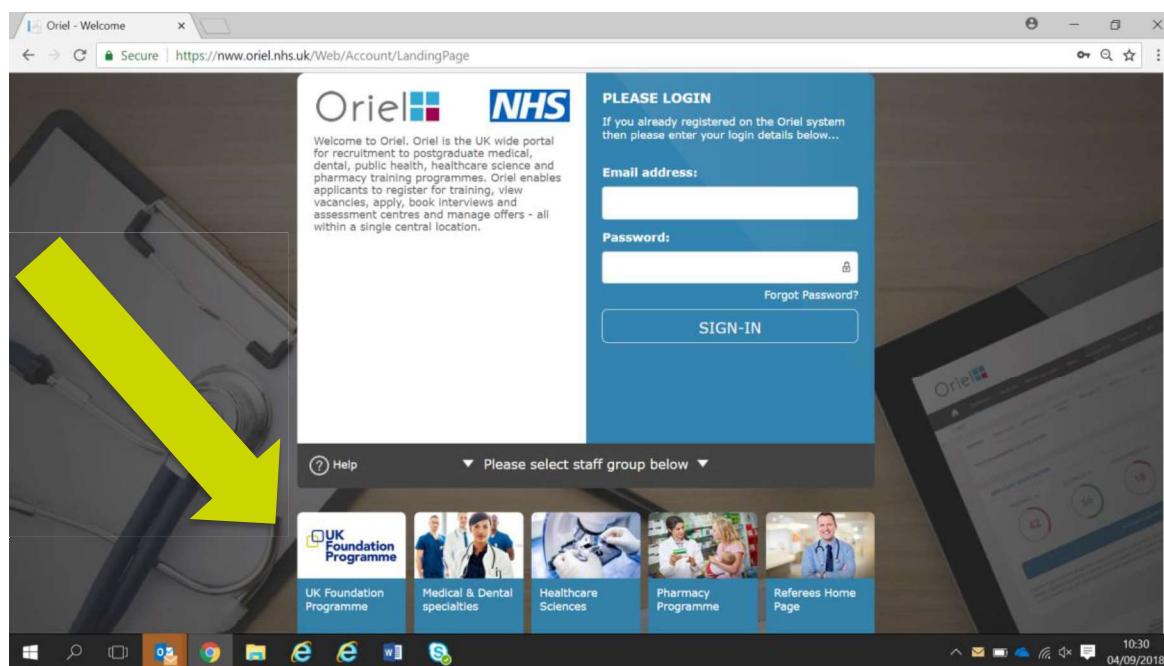 Oriel - Welcome
Secure https://nww.oriel.nhs.uk/Web/Account/LandingPage
Oriel NHS
Welcome to Oriel. Oriel is the UK wide portal
for recruitment to postgraduate medical,
dental, public health, healthcare science and
pharmacy training programmes. Oriel enables
applicants to register for training, view
vacancies, apply, book interviews and
assessment centres and manage offers - all
within a single central location.
PLEASE LOGIN
If you already registered on the Oriel system
then please enter your login details below...
Email address:
Password:
Forgot Password?
SIGN-IN
Oriel
42
56
18
? Help
Please select staff group below
UK
Foundation
Programme
UK Foundation
Programme
Medical & Dental
specialties
Healthcare
Sciences
Pharmacy
Programme
Referees Home
Page
10:30
04/09/2018